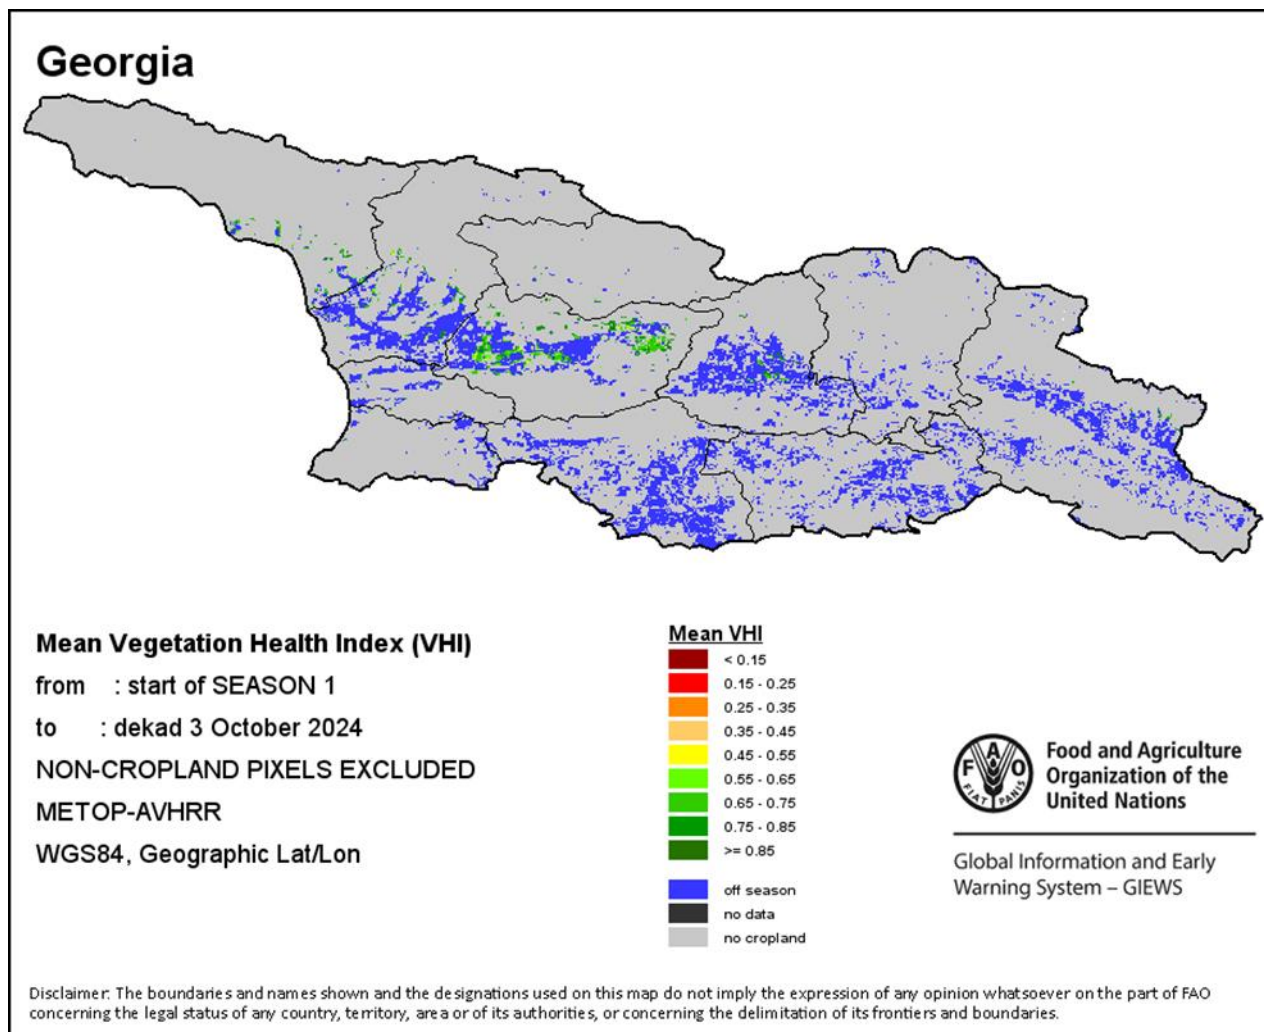 Georgia
Mean Vegetation Health Index (VHI)
from : start of SEASON 1
to : dekad 3 October 2024
NON-CROPLAND PIXELS EXCLUDED
METOP-AVHRR
WGS84, Geographic Lat/Lon
Mean VHI
< 0.15
0.15 - 0.25
0.25 - 0.35
0.35 - 0.45
0.45 - 0.55
0.55 - 0.65
0.65 - 0.75
0.75 - 0.85
>= 0.85
off season
no data
no cropland
F A O
FIAT PANIS
Food and Agriculture
Organization of the
United Nations
Global Information and Early
Warning System – GIEWS
Disclaimer: The boundaries and names shown and the designations used on this map do not imply the expression of any opinion whatsoever on the part of FAO
concerning the legal status of any country, territory, area or of its authorities, or concerning the delimitation of its frontiers and boundaries.